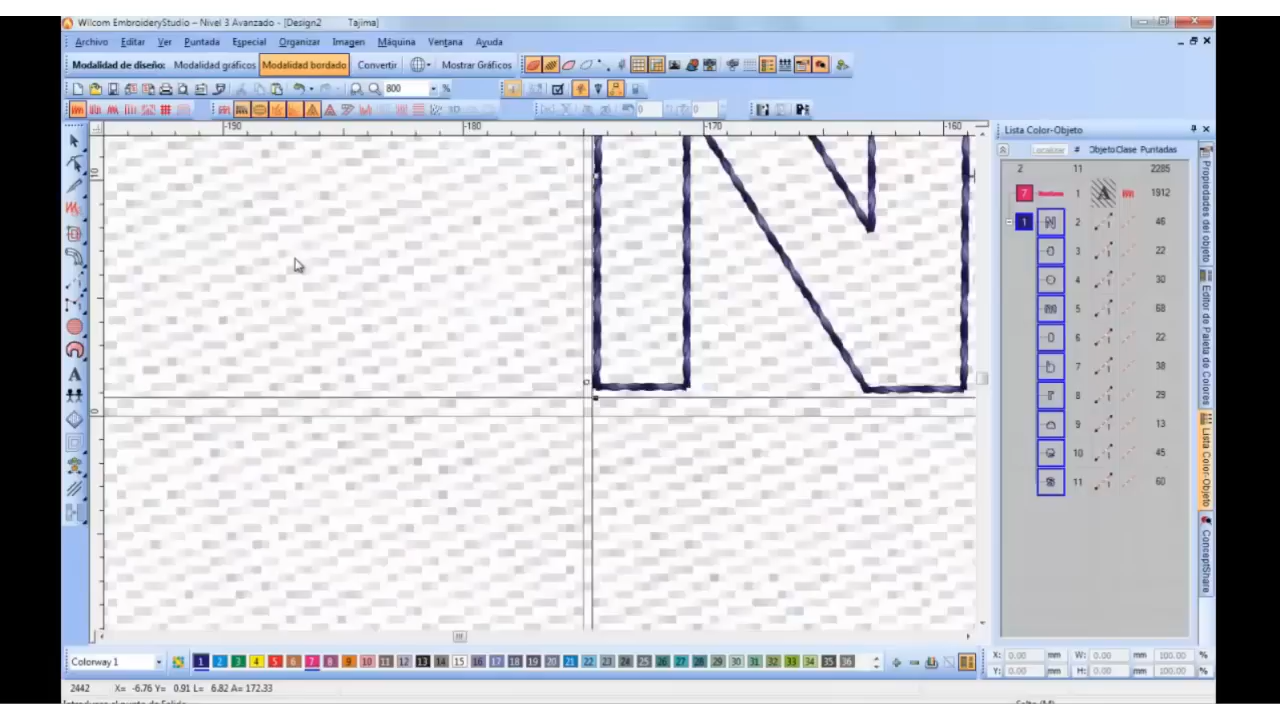 Wilcom EmbroideryStudio – Nivel 3 Avanzado - [Design2 Tajima]
Archivo Editar Ver Puntada Especial Organizar Imagen Máquina Ventana Ayuda
Modalidad de diseño: Modalidad gráficos Modalidad bordado Convertir Mostrar Gráficos
800 %
0 0
-190 -180 -170 -160
10
0
Lista Color-Objeto
Localizar # Objeto Clase Puntadas
2 11 2285
7 1 A 1912
1 2 46
3 22
4 30
5 68
6 22
7 38
8 29
9 13
10 45
11 60
Propiedades del objeto
Editor de Paleta de Colores
Lista Color-Objeto
ConceptShare
Colorway 1 1 2 3 4 5 6 7 8 9 10 11 12 13 14 15 16 17 18 19 20 21 22 23 24 25 26 27 28 29 30 31 32 33 34 35 36
X: 0.00 mm W: 0.00 mm 100.00 %
Y: 0.00 mm H: 0.00 mm 100.00 %
2442 X= -6.76 Y= 0.91 L= 6.82 A= 172.33